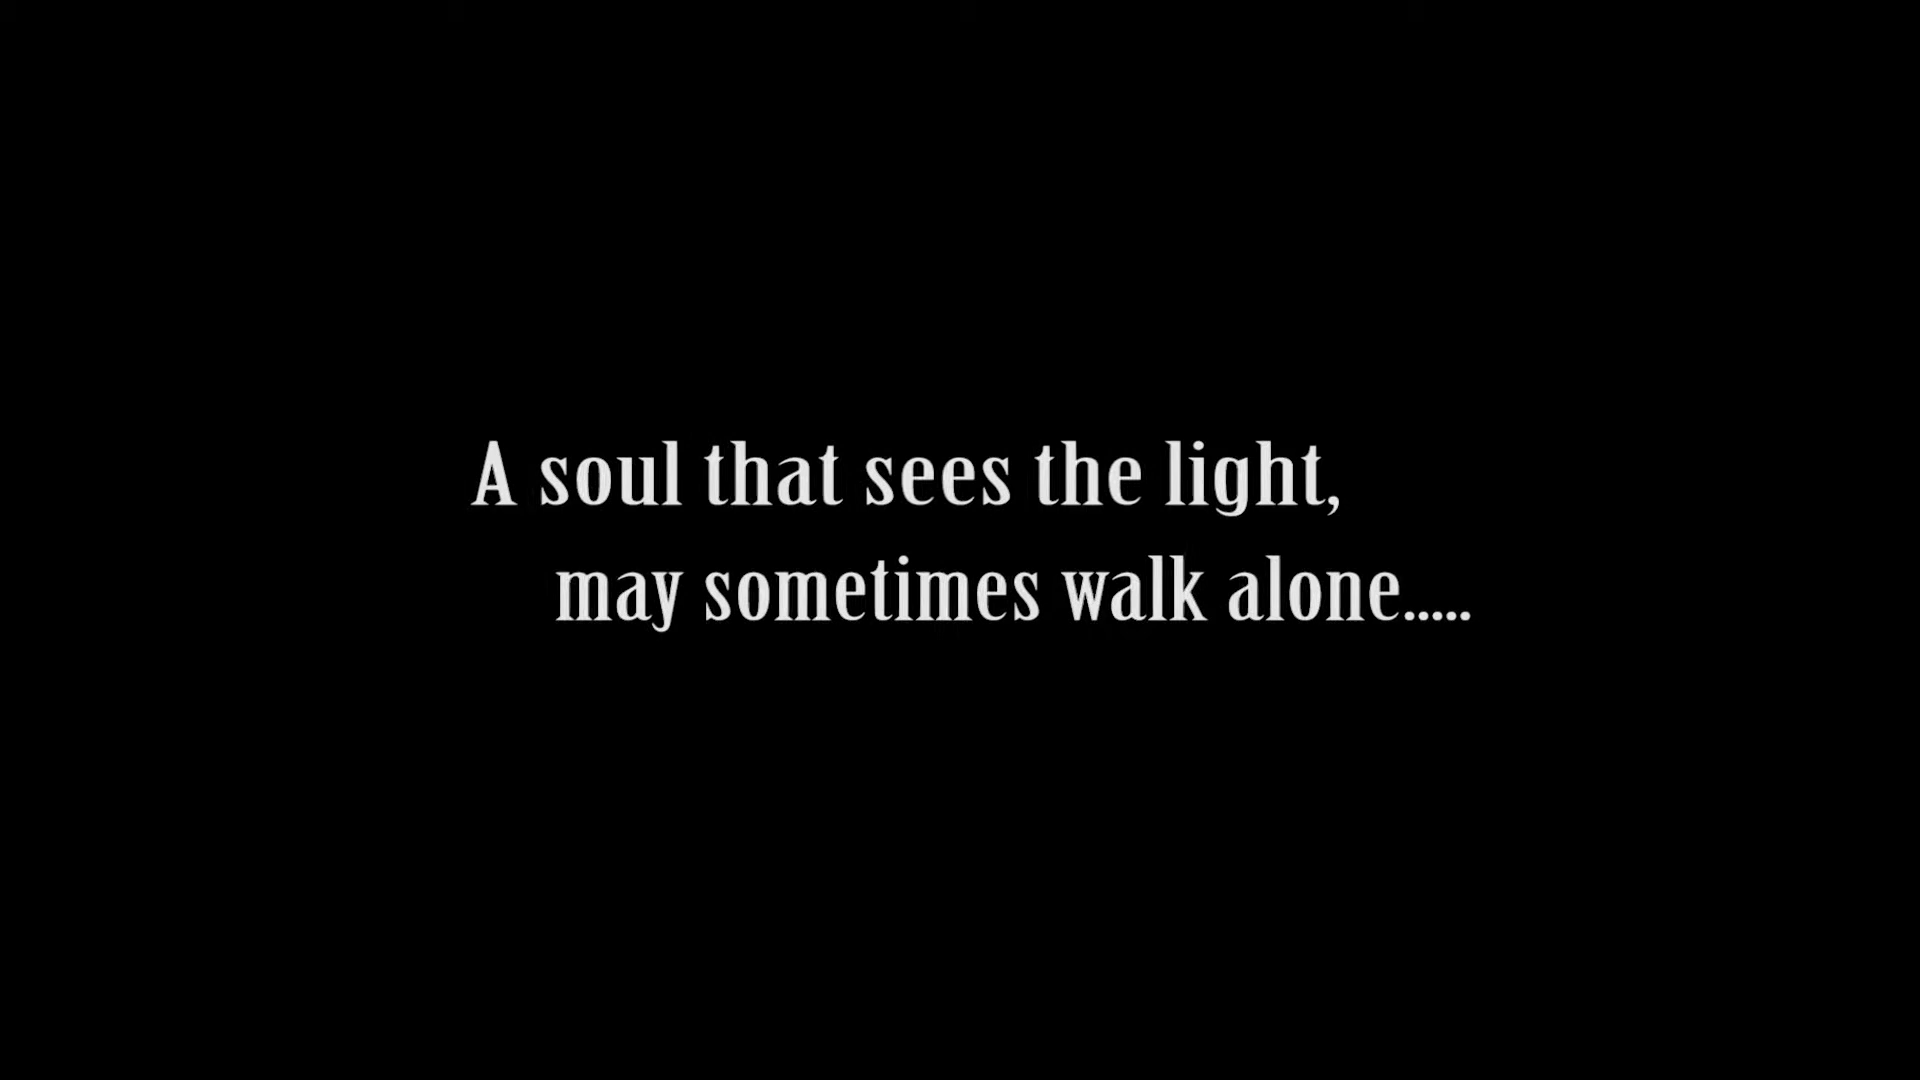 A soul that sees the light,
may sometimes walk alone.....